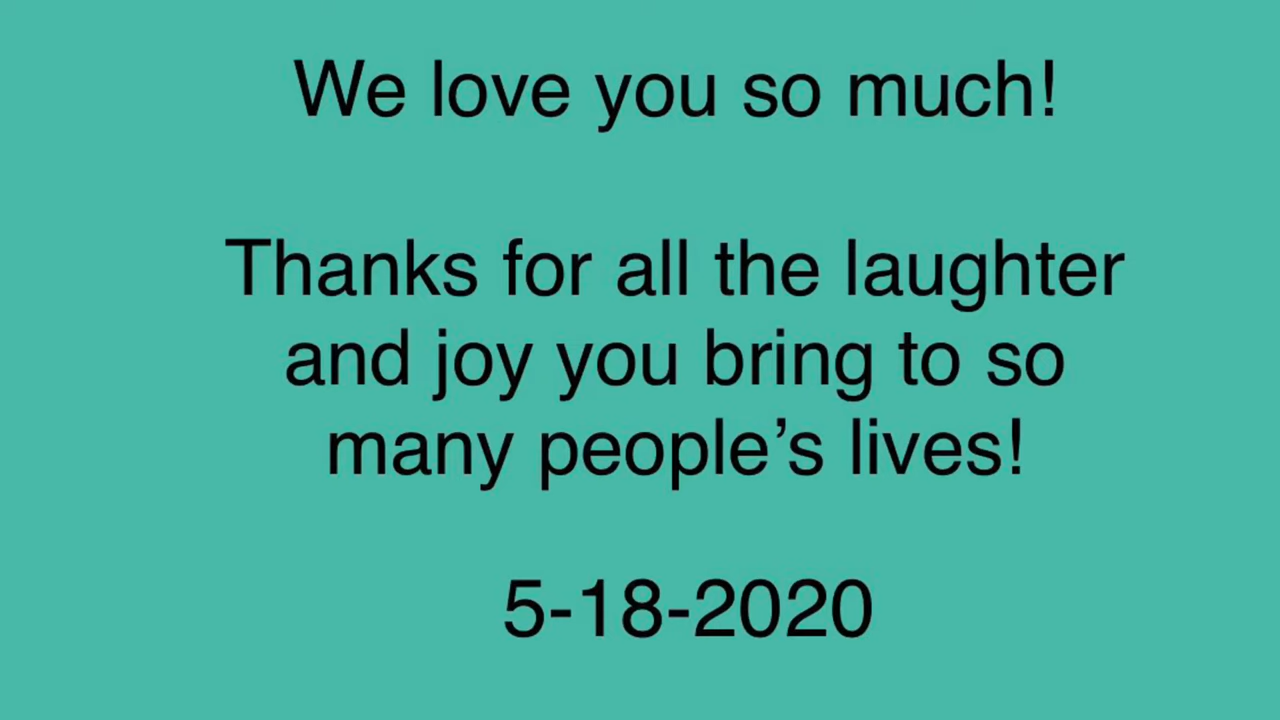 We love you so much!
Thanks for all the laughter
and joy you bring to so
many people’s lives!
5-18-2020